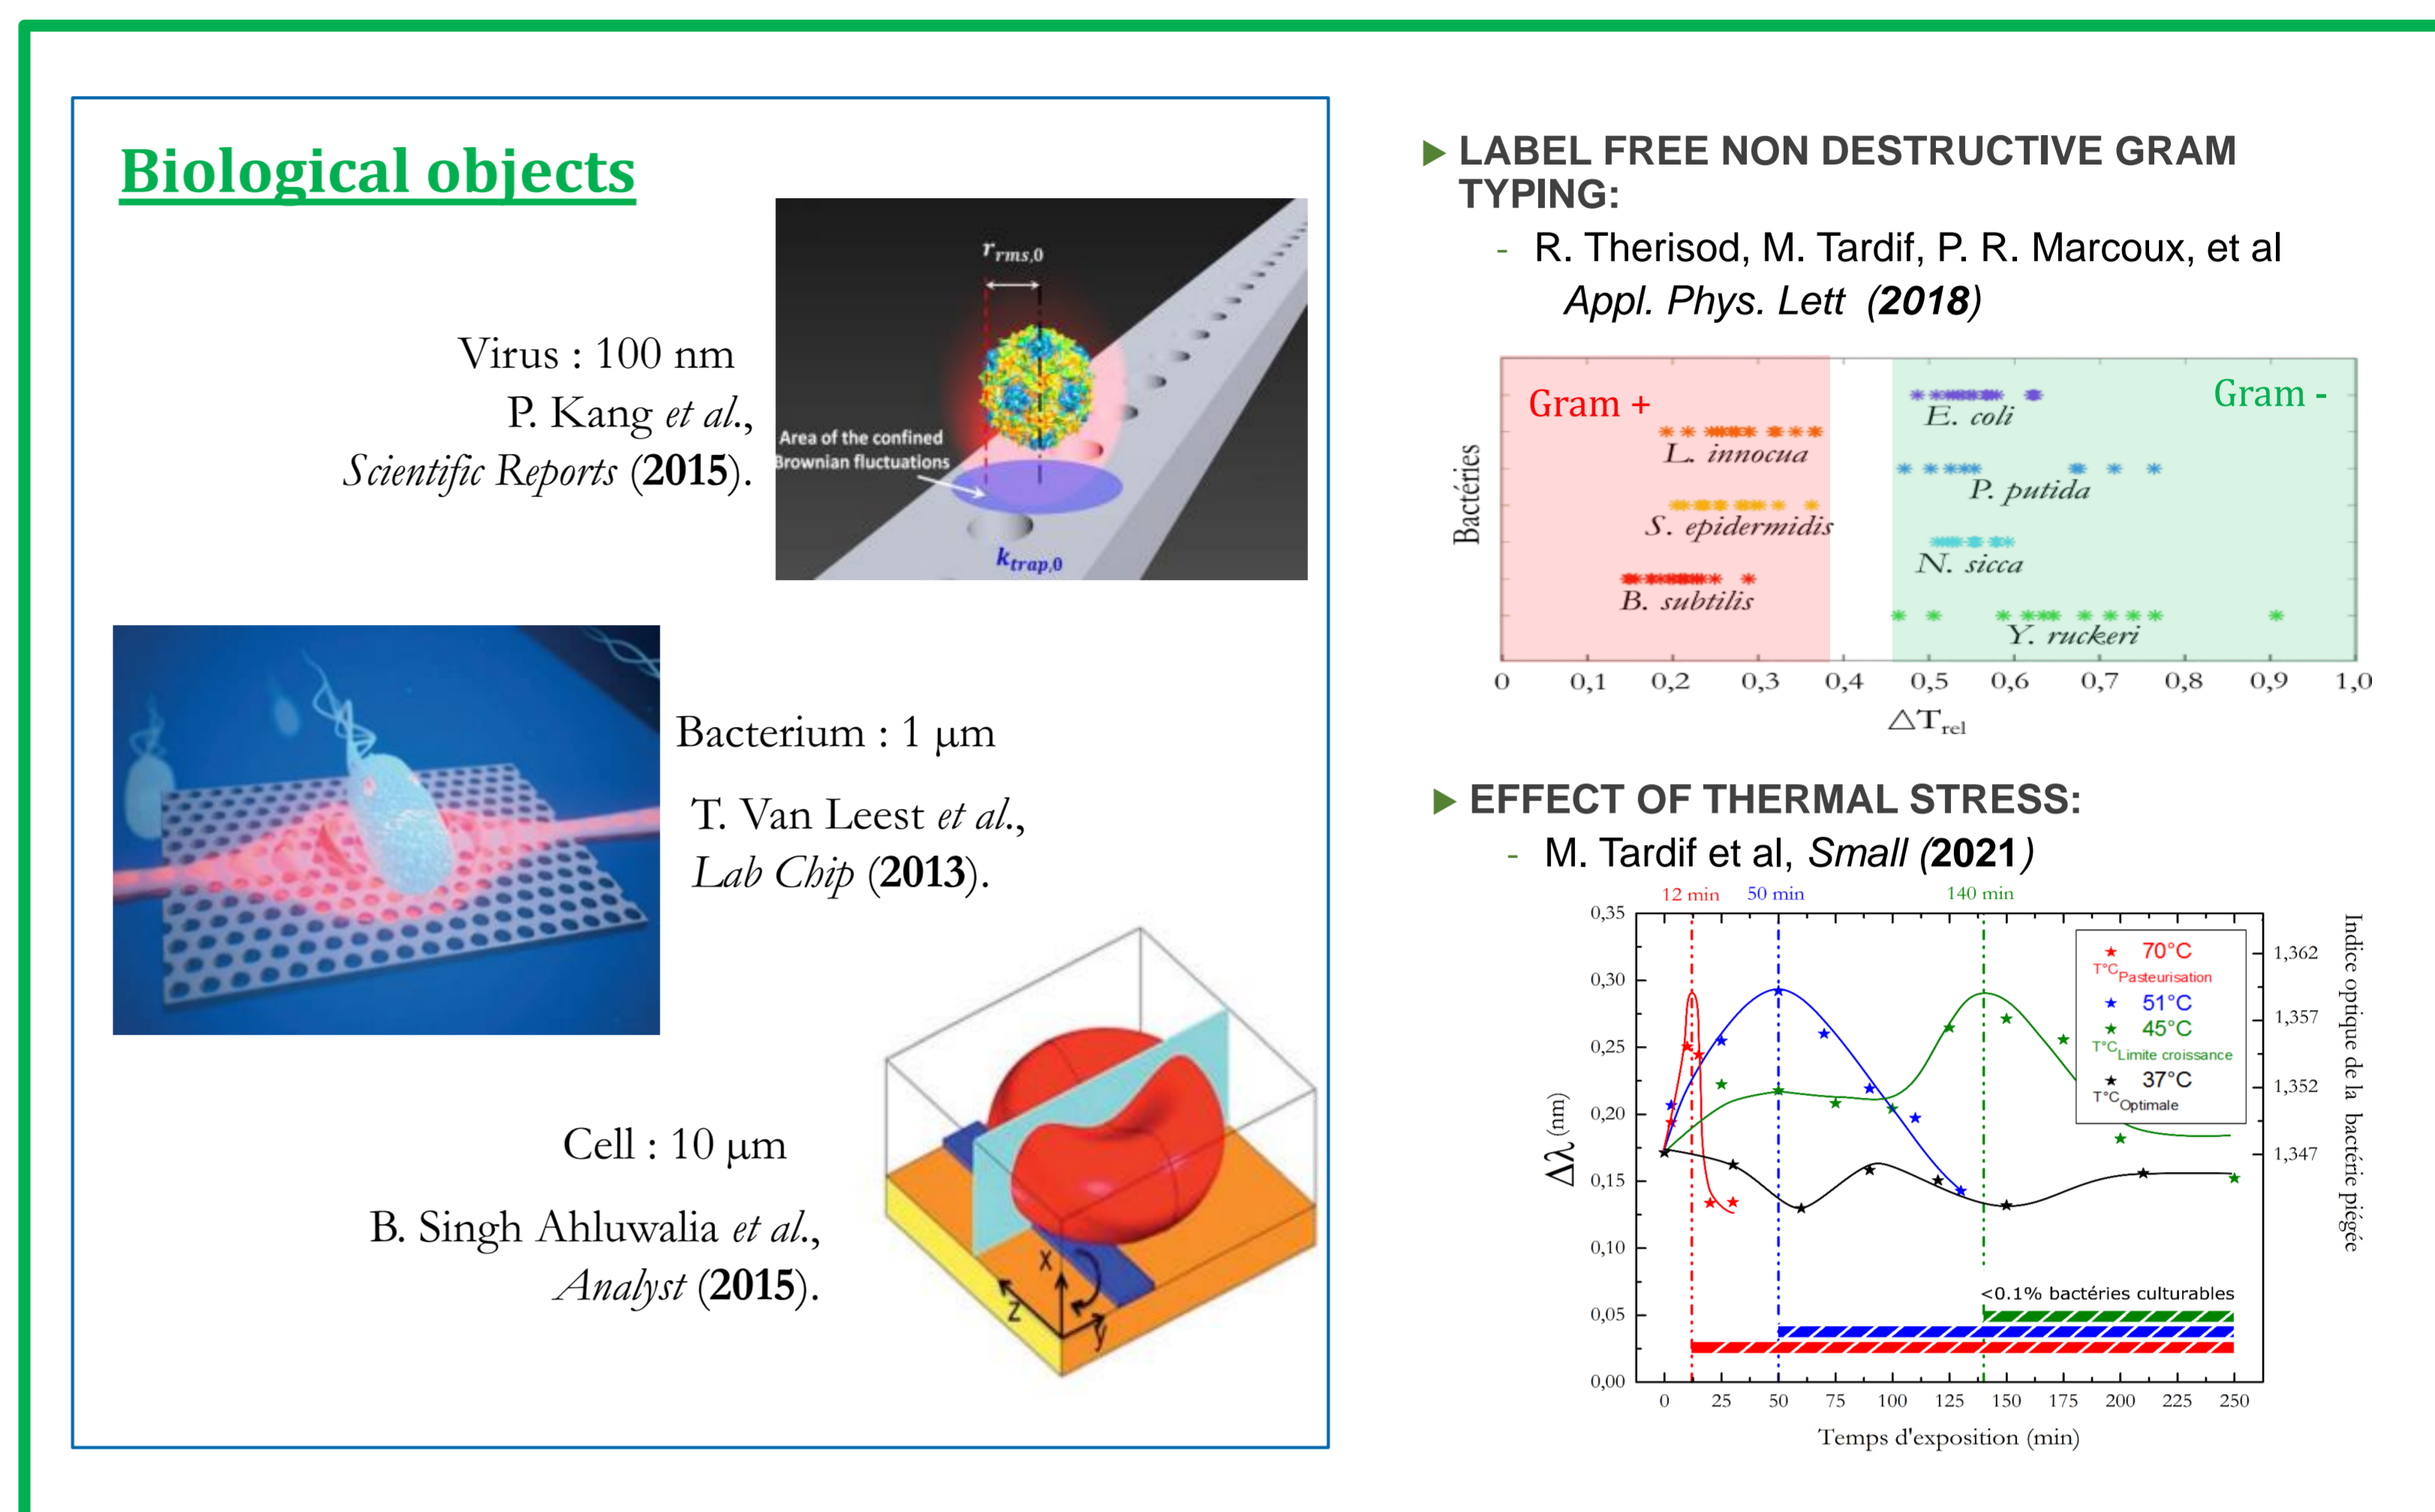 Biological objects
r_rms,0
Virus : 100 nm
P. Kang et al.,
Scientific Reports (2015).
Area of the confined
Brownian fluctuations
k_trap,0
Bacterium : 1 µm
T. Van Leest et al.,
Lab Chip (2013).
Cell : 10 µm
B. Singh Ahluwalia et al.,
Analyst (2015).
X
Z
y
LABEL FREE NON DESTRUCTIVE GRAM
TYPING:
- R. Therisod, M. Tardif, P. R. Marcoux, et al
Appl. Phys. Lett (2018)
Gram +
Gram -
Bactéries
E. coli
L. innocua
P. putida
S. epidermidis
N. sicca
B. subtilis
Y. ruckeri
0 0,1 0,2 0,3 0,4 0,5 0,6 0,7 0,8 0,9 1,0
△T_rel
EFFECT OF THERMAL STRESS:
- M. Tardif et al, Small (2021)
12 min 50 min 140 min
0,35
0,30
0,25
0,20
0,15
0,10
0,05
0,00
Δλ (nm)
70°C
T°C Pasteurisation
51°C
45°C
T°C Limite croissance
37°C
T°C Optimale
1,362
1,357
1,352
1,347
Indice optique de la bactérie piégée
<0.1% bactéries culturables
0 25 50 75 100 125 150 175 200 225 250
Temps d'exposition (min)